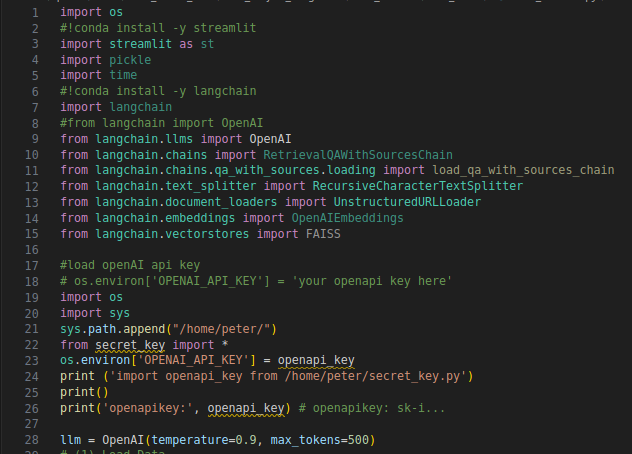 1 import os
2 #!conda install -y streamlit
3 import streamlit as st
4 import pickle
5 import time
6 #!conda install -y langchain
7 import langchain
8 #from langchain import OpenAI
9 from langchain.llms import OpenAI
10 from langchain.chains import RetrievalQAWithSourcesChain
11 from langchain.chains.qa_with_sources.loading import load_qa_with_sources_chain
12 from langchain.text_splitter import RecursiveCharacterTextSplitter
13 from langchain.document_loaders import UnstructuredURLLoader
14 from langchain.embeddings import OpenAIEmbeddings
15 from langchain.vectorstores import FAISS
16
17 #load openAI api key
18 # os.environ['OPENAI_API_KEY'] = 'your openapi key here'
19 import os
20 import sys
21 sys.path.append("/home/peter/")
22 from secret_key import *
23 os.environ['OPENAI_API_KEY'] = openapi_key
24 print ('import openapi_key from /home/peter/secret_key.py')
25 print()
26 print('openapikey:', openapi_key) # openapikey: sk-i...
27
28 llm = OpenAI(temperature=0.9, max_tokens=500)